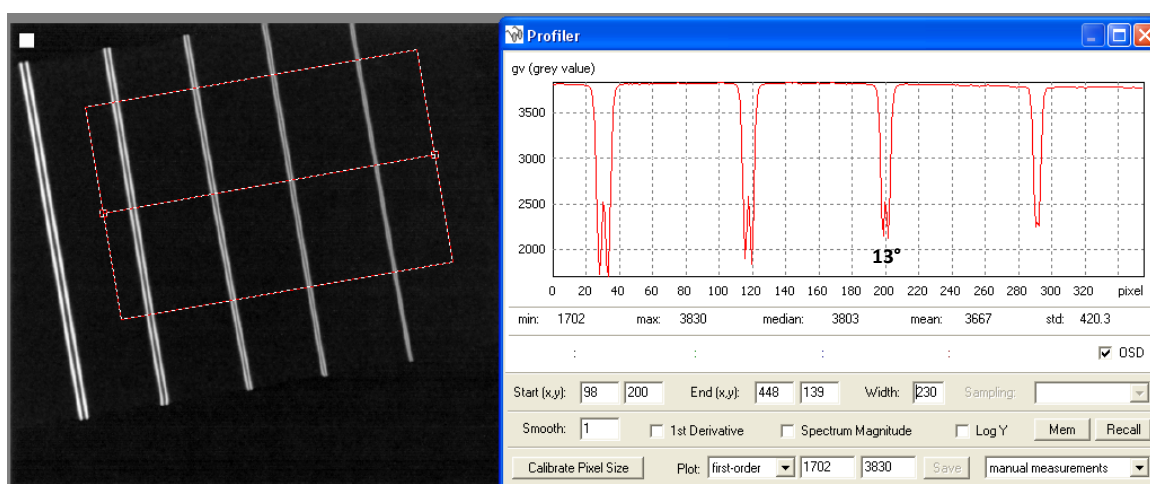 Profiler
gv (grey value)
3500
3000
2500
2000
13°
0 20 40 60 80 100 120 140 160 180 200 220 240 260 280 300 320 pixel
min: 1702 max: 3830 median: 3803 mean: 3667 std: 420.3
: : : : OSD
Start (x,y): 98 200 End (x,y): 448 139 Width: 230 Sampling:
Smooth: 1 1st Derivative Spectrum Magnitude Log Y Mem Recall
Calibrate Pixel Size Plot: first-order 1702 3830 Save manual measurements